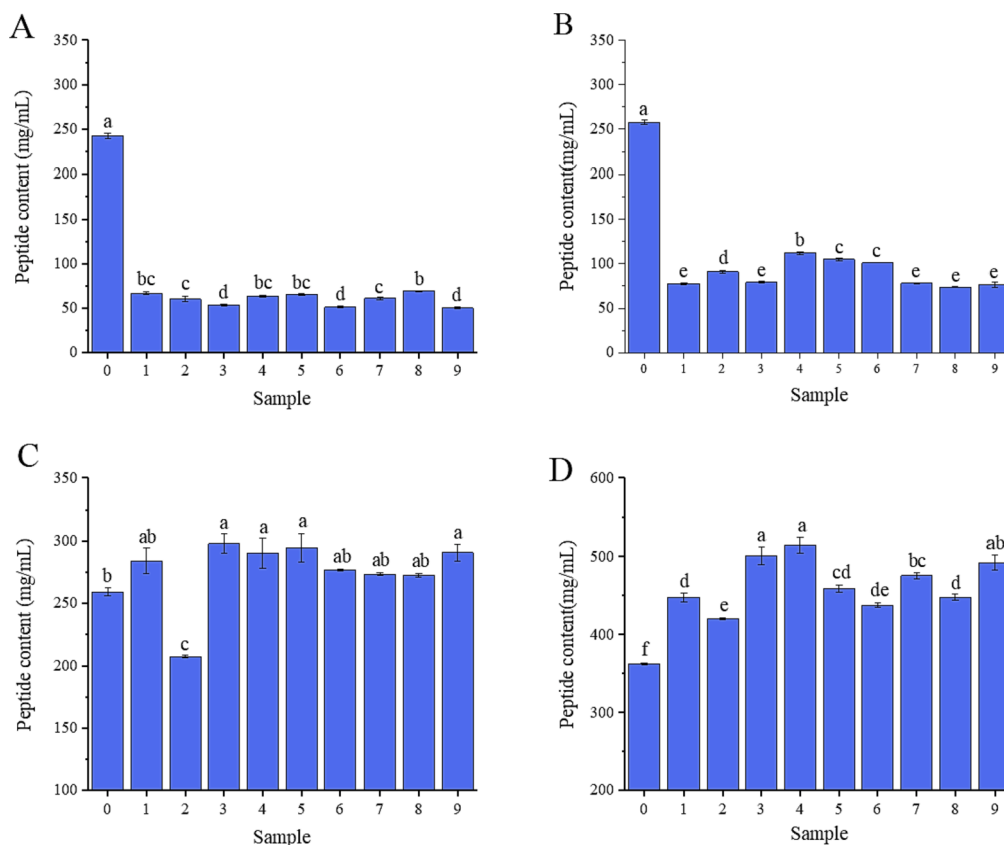 A
Peptide content (mg/mL)
350
300
250
200
150
100
50
0
a
bc
c
d
bc
bc
d
c
b
d
0 1 2 3 4 5 6 7 8 9
Sample
B
Peptide content(mg/mL)
350
300
250
200
150
100
50
0
a
e
d
e
b
c
c
e
e
e
0 1 2 3 4 5 6 7 8 9
Sample
C
Peptide content (mg/mL)
350
300
250
200
150
100
b
ab
c
a
a
a
ab
ab
ab
a
0 1 2 3 4 5 6 7 8 9
Sample
D
Peptide content(mg/mL)
600
500
400
300
200
f
d
e
a
a
cd
de
bc
d
ab
0 1 2 3 4 5 6 7 8 9
Sample